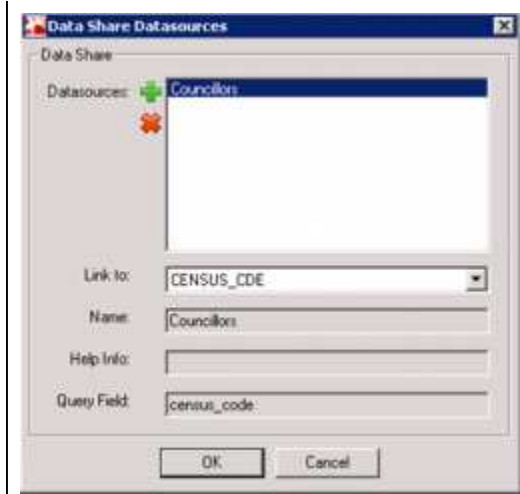 Data Share Datasources
Data Share
Datasources: Councillors
Link to: CENSUS_CDE
Name: Councillors
Help Info:
Query Field: census_code
OK Cancel